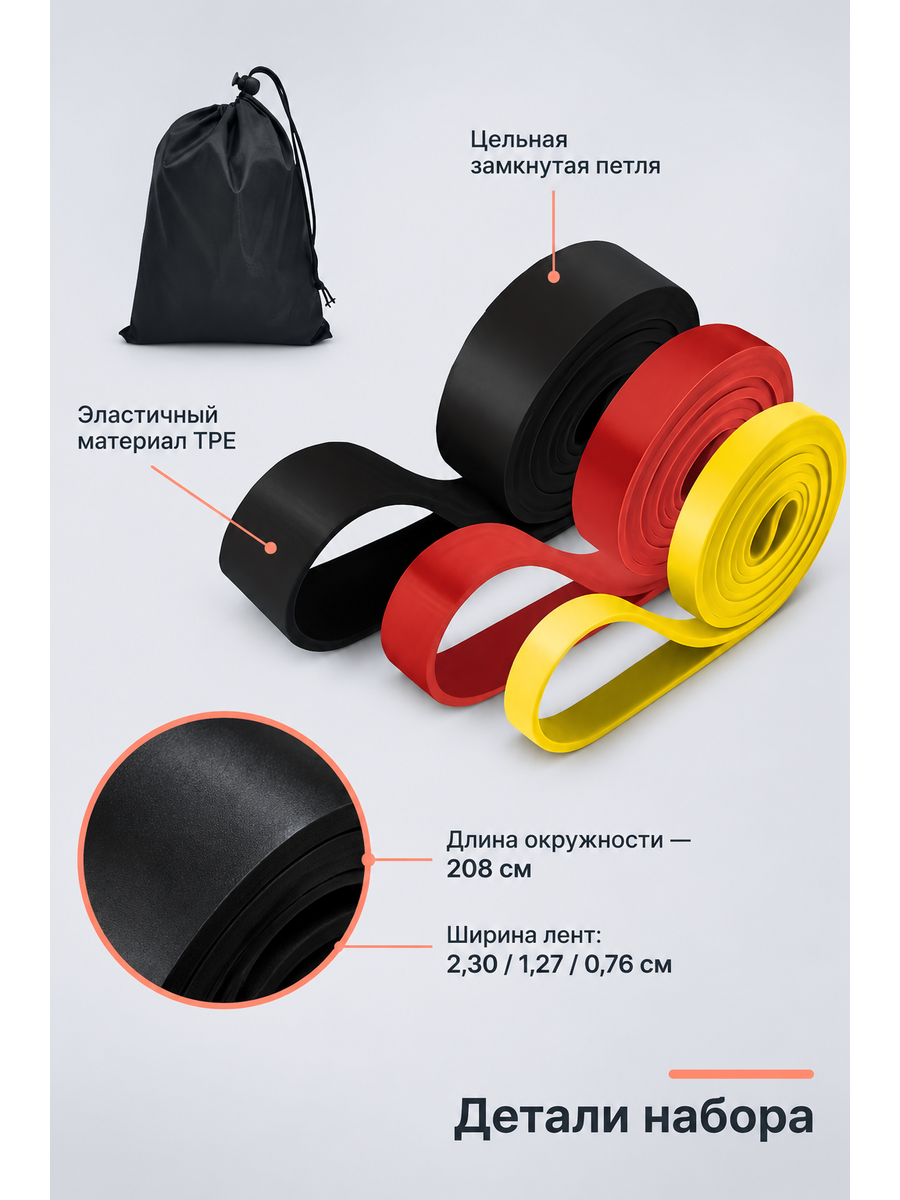 Цельная
замкнутая петля
Эластичный
материал TPE
Длина окружности —
208 см
Ширина лент:
2,30 / 1,27 / 0,76 см
Детали набора